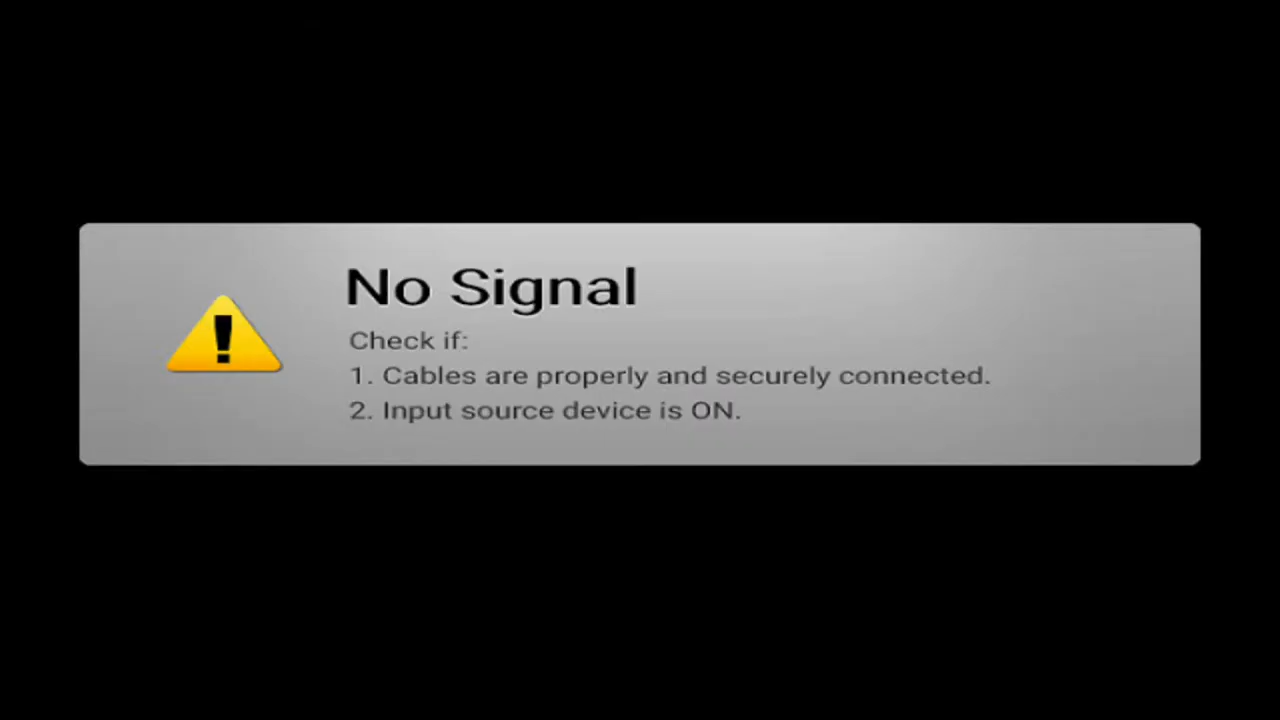 No Signal
Check if:
1. Cables are properly and securely connected.
2. Input source device is ON.